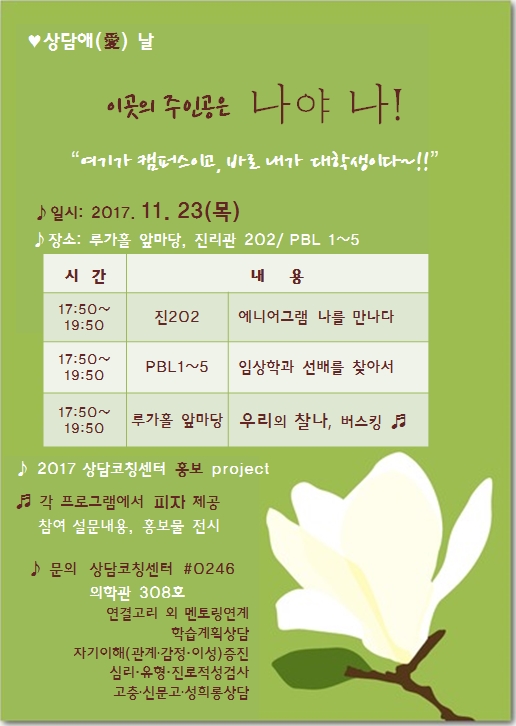 ♥상담애(愛) 날
이곳의 주인공은 나야 나!
“여기가 캠퍼스이고, 바로 내가 대학생이다~!!”
♪일시: 2017. 11. 23(목)
♪장소: 루가홀 앞마당, 진리관 202/ PBL 1~5
시 간 내 용
17:50~
19:50
진202 에니어그램 나를 만나다
17:50~
19:50
PBL1~5 임상학과 선배를 찾아서
17:50~
19:50
루가홀 앞마당 우리의 찰나, 버스킹 ♬
♪ 2017 상담코칭센터 홍보 project
♬ 각 프로그램에서 피자 제공
참여 설문내용, 홍보물 전시
♪ 문의 상담코칭센터 #0246
의학관 308호
연결고리 외 멘토링연계
학습계획상담
자기이해(관계·감정·이성)증진
심리·유형·진로적성검사
고충·신문고·성희롱상담